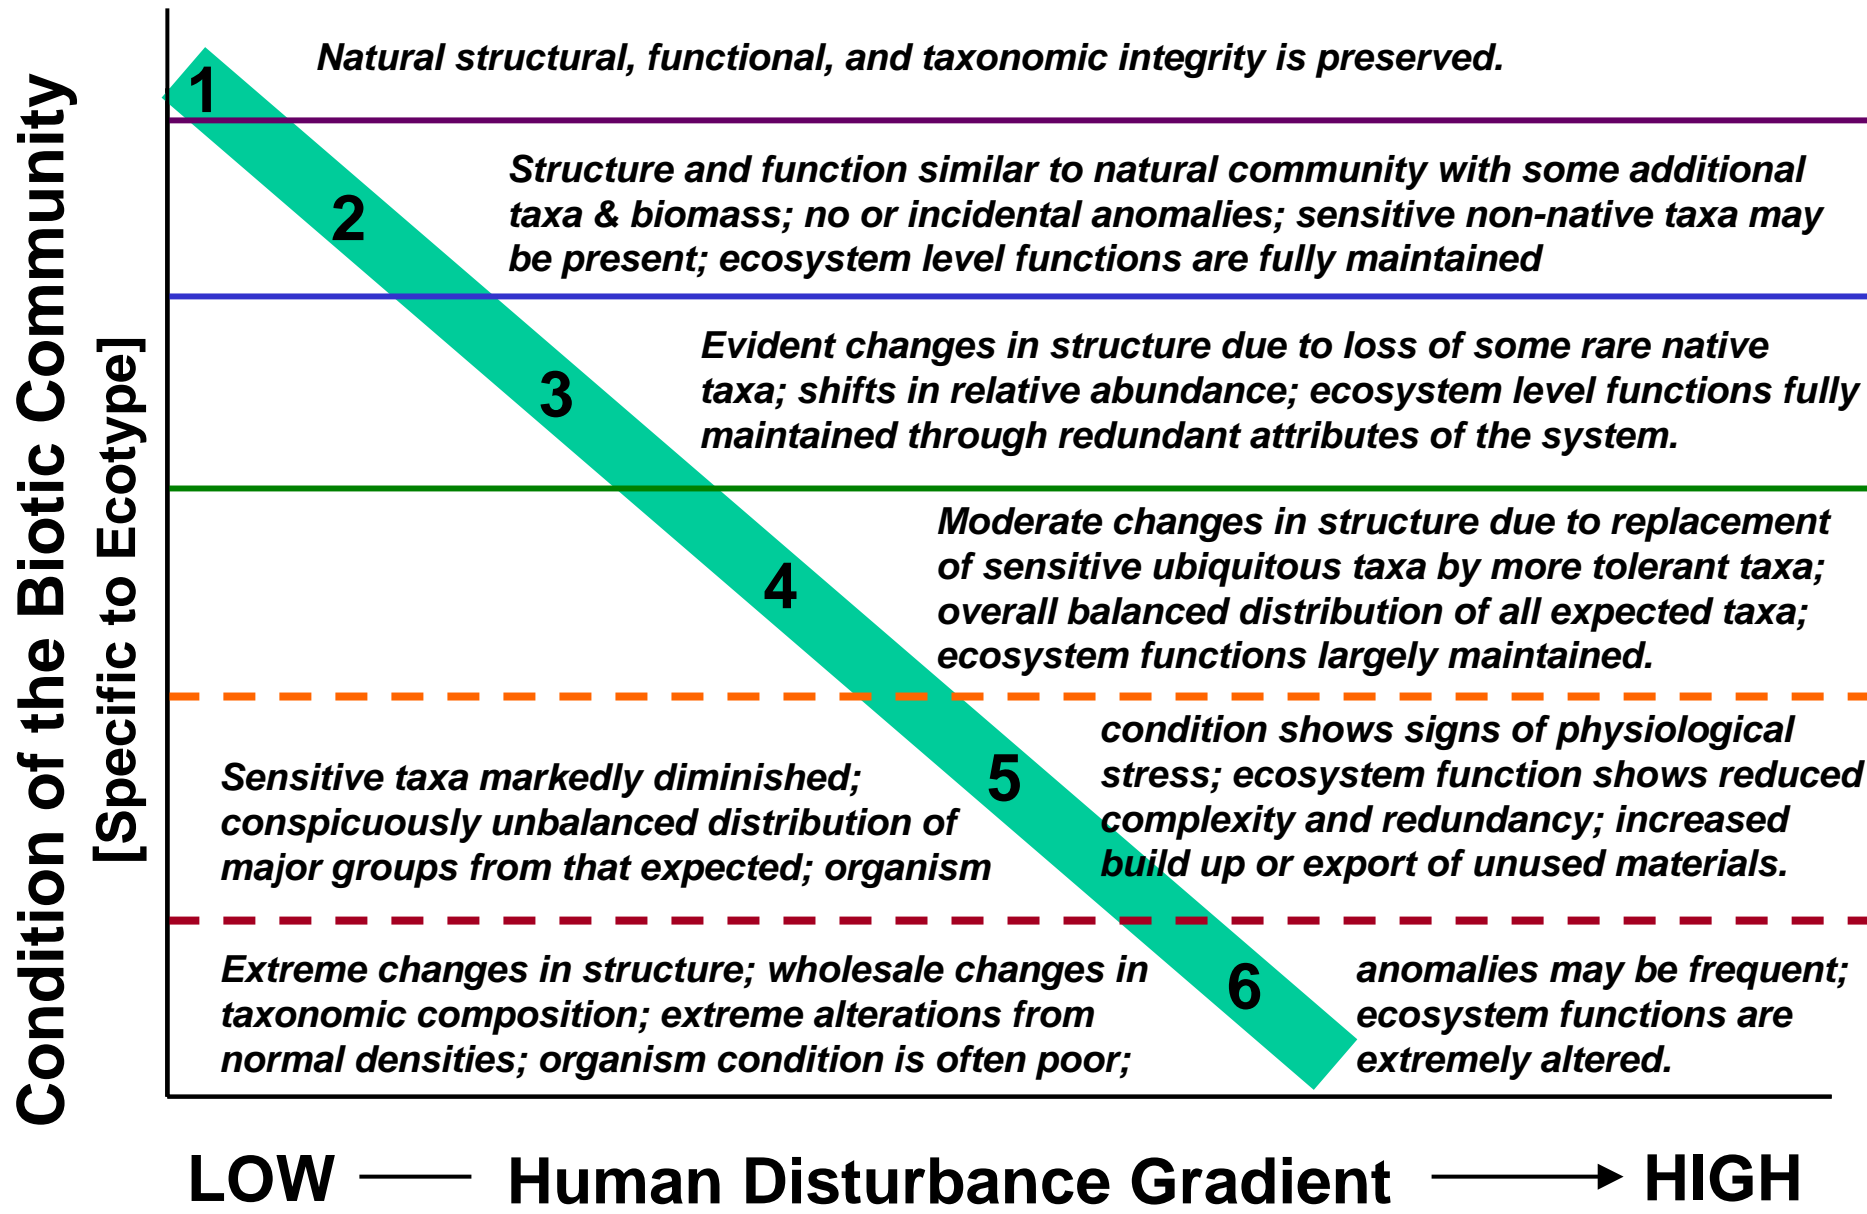 Condition of the Biotic Community
[Specific to Ecotype]
1
Natural structural, functional, and taxonomic integrity is preserved.
2
Structure and function similar to natural community with some additional
taxa & biomass; no or incidental anomalies; sensitive non-native taxa may
be present; ecosystem level functions are fully maintained
3
Evident changes in structure due to loss of some rare native
taxa; shifts in relative abundance; ecosystem level functions fully
maintained through redundant attributes of the system.
4
Moderate changes in structure due to replacement
of sensitive ubiquitous taxa by more tolerant taxa;
overall balanced distribution of all expected taxa;
ecosystem functions largely maintained.
5
Sensitive taxa markedly diminished;
conspicuously unbalanced distribution of
major groups from that expected; organism
condition shows signs of physiological
stress; ecosystem function shows reduced
complexity and redundancy; increased
build up or export of unused materials.
6
Extreme changes in structure; wholesale changes in
taxonomic composition; extreme alterations from
normal densities; organism condition is often poor;
anomalies may be frequent;
ecosystem functions are
extremely altered.
LOW Human Disturbance Gradient HIGH